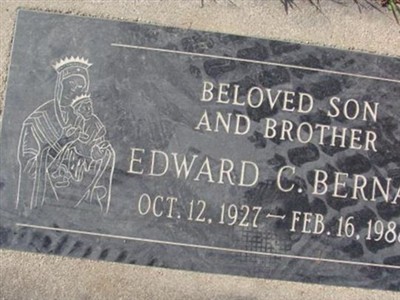 BELOVED SON
AND BROTHER
EDWARD C. BERNA
OCT. 12, 1927 — FEB. 16, 198